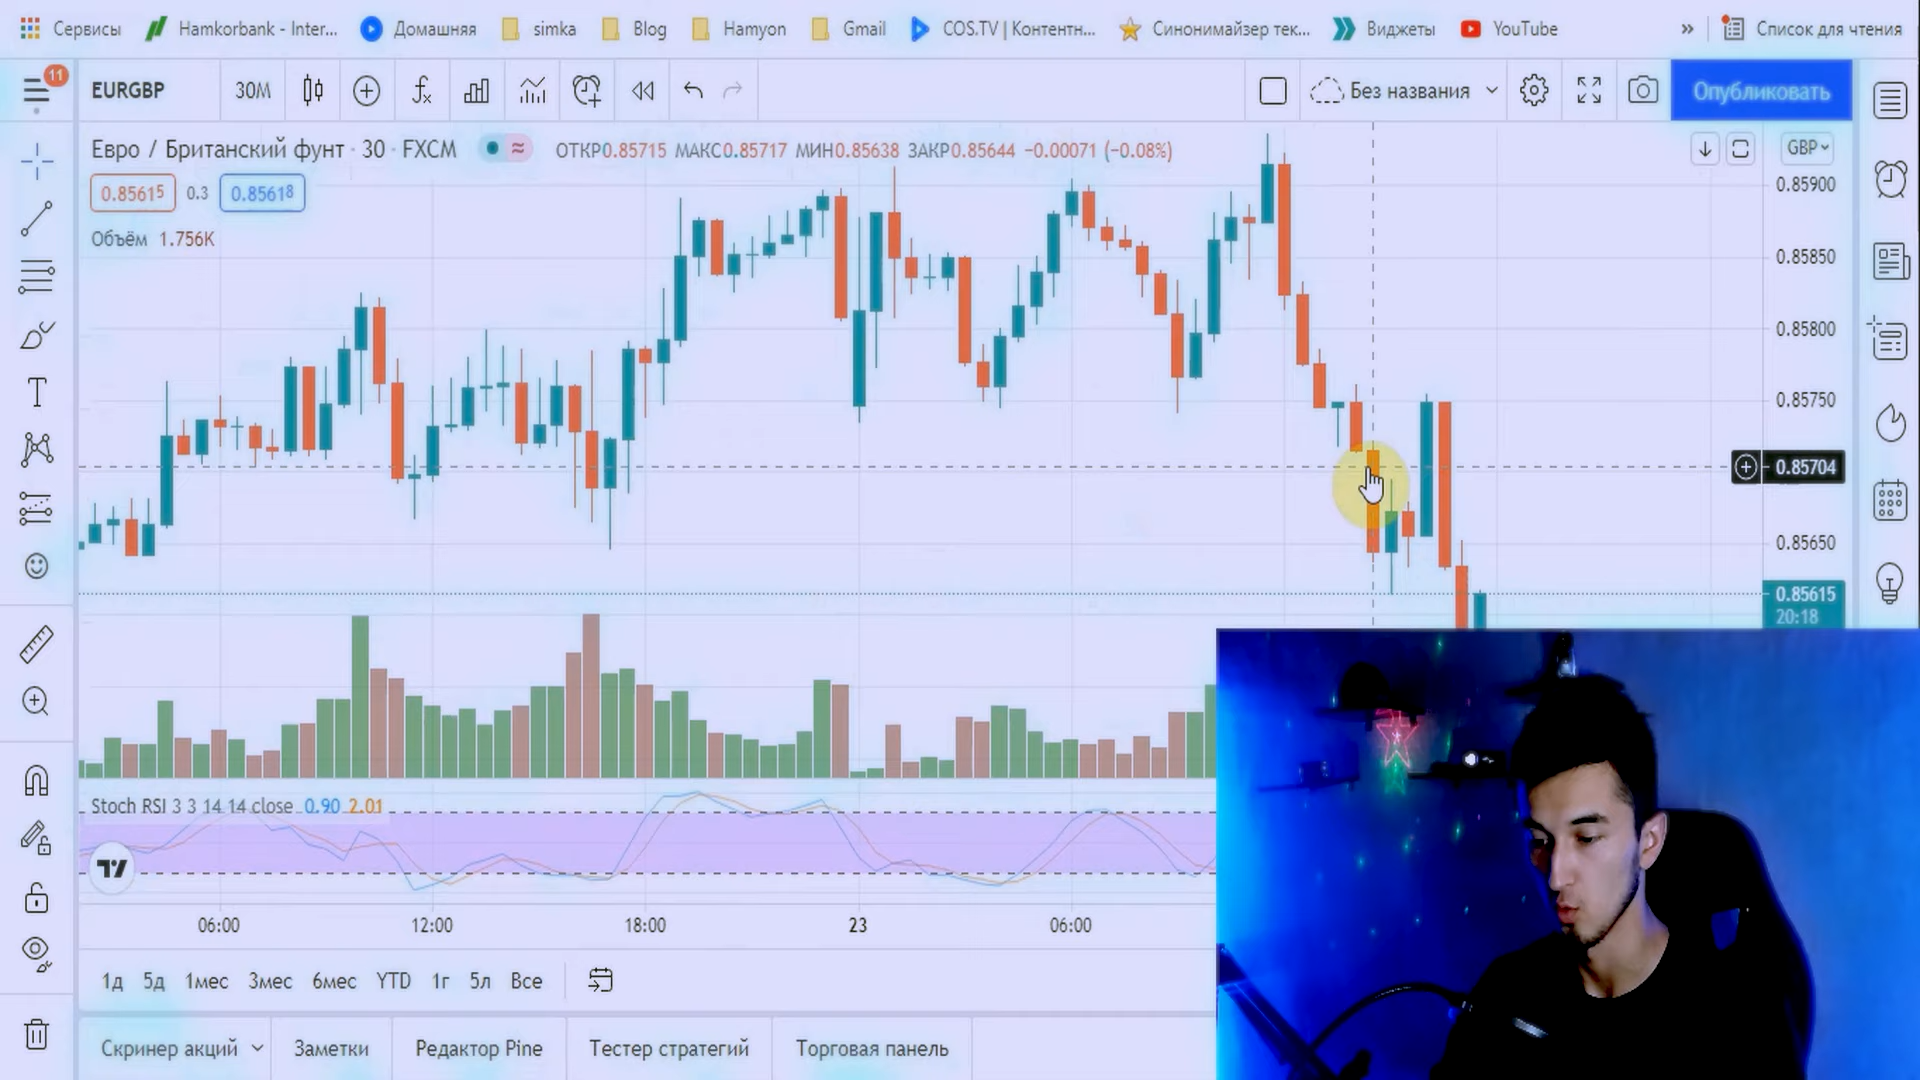 Сервисы Hamkorbank - Inter... Домашняя simka Blog Hamyon Gmail COS.TV | Контентн... Синонимайзер тек... Виджеты YouTube » Список для чтения
11
EURGBP 30М Без названия Опубликовать
Евро / Британский фунт · 30 · FXCM ОТКР0.85715 МАКС0.85717 МИН0.85638 ЗАКР0.85644 −0.00071 (−0.08%) GBP
0.85615 0.3 0.85618
Объём 1.756K
0.85900
0.85850
0.85800
0.85750
0.85704
0.85650
0.85615
20:18
Stoch RSI 3 3 14 14 close 0.90 2.01
06:00 12:00 18:00 23 06:00
1д 5д 1мес 3мес 6мес YTD 1г 5л Все
Скринер акций Заметки Редактор Pine Тестер стратегий Торговая панель